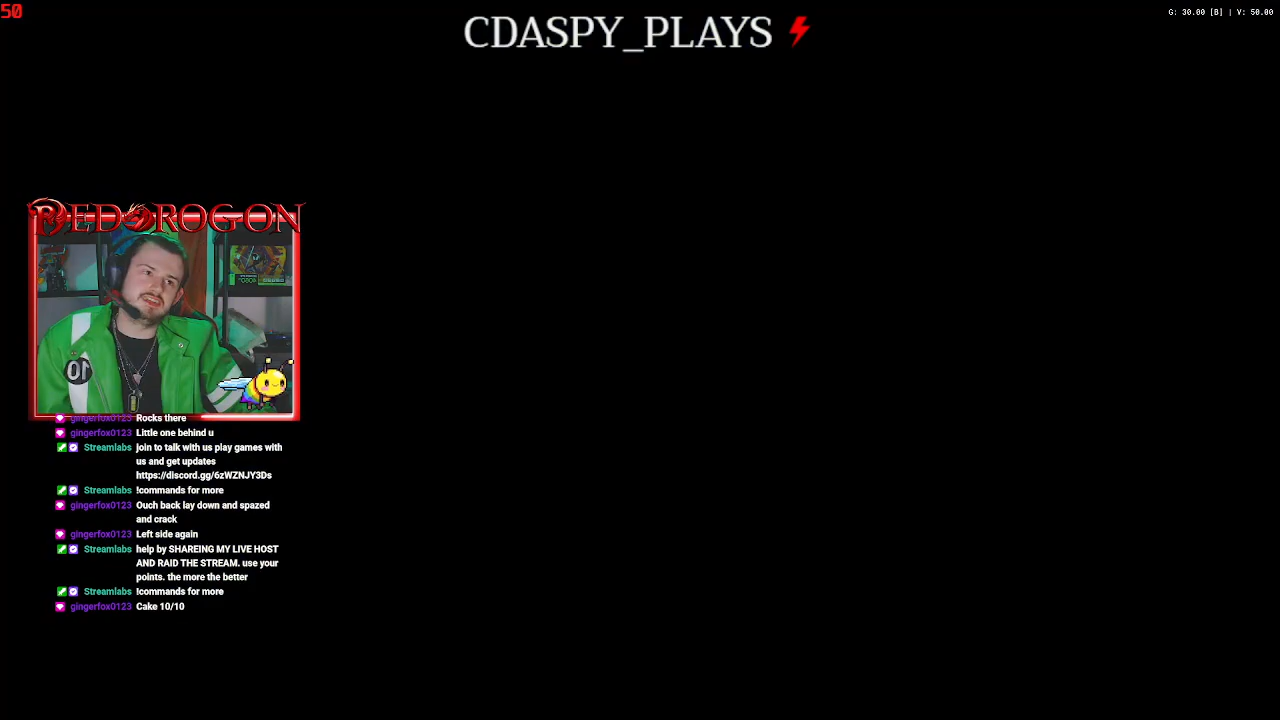 50
G: 30.00 [B] | V: 50.00
CDASPY_PLAYS
REDDROGON
10
gingerfox0123 Rocks there
gingerfox0123 Little one behind u
Streamlabs join to talk with us play games with
us and get updates
https://discord.gg/6zWZNJY3Ds
Streamlabs !commands for more
gingerfox0123 Ouch back lay down and spazed
and crack
gingerfox0123 Left side again
Streamlabs help by SHAREING MY LIVE HOST
AND RAID THE STREAM. use your
points. the more the better
Streamlabs !commands for more
gingerfox0123 Cake 10/10